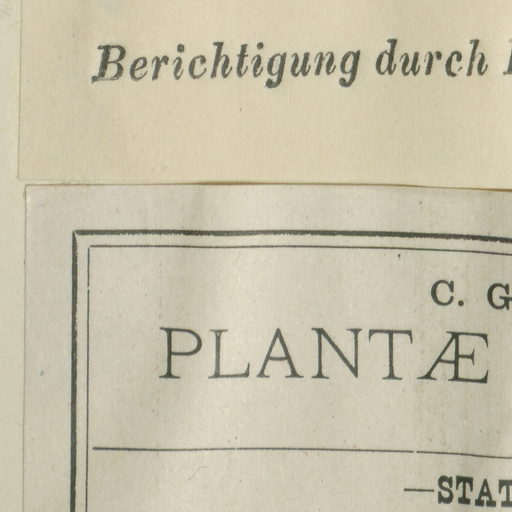 Berichtigung durch
C. G
PLANTÆ
—STAT